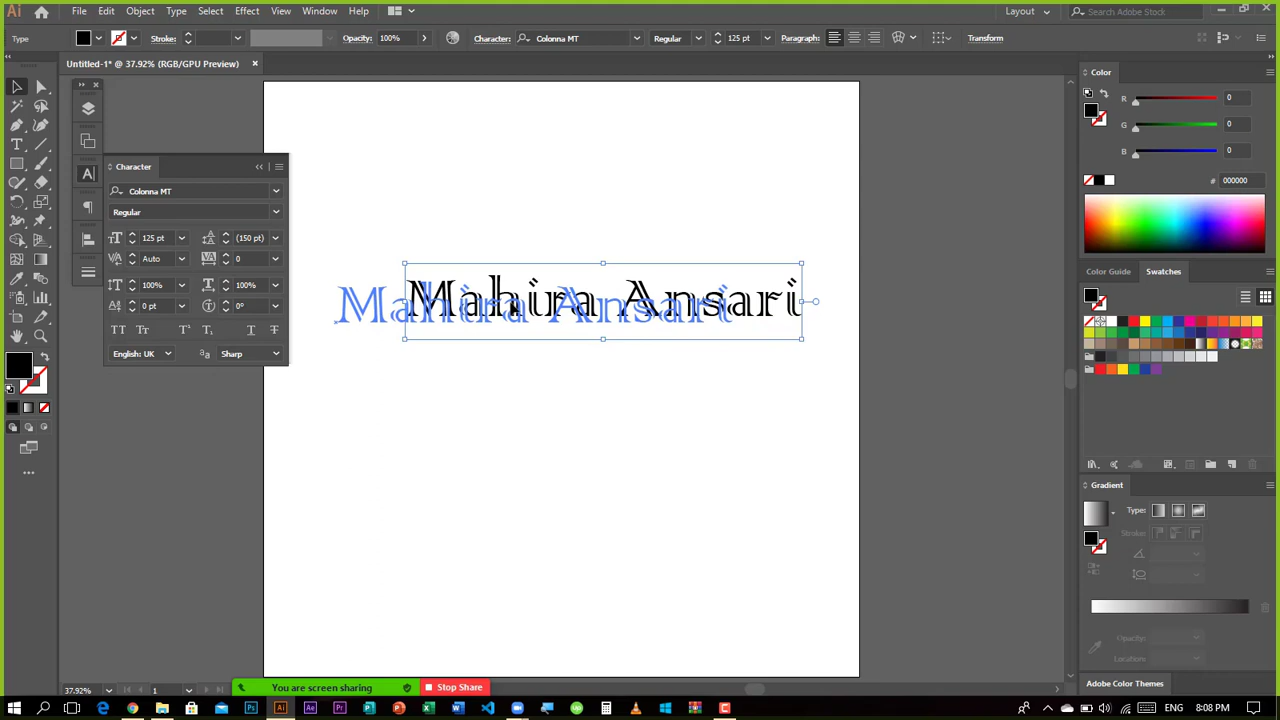 Ai File Edit Object Type Select Effect View Window Help Layout Search Adobe Stock
Type Stroke: Opacity: 100% Character: Colonna MT Regular 125 pt Paragraph: Transform
Untitled-1* @ 37.92% (RGB/GPU Preview)
Character
Colonna MT
Regular
125 pt (150 pt)
Auto 0
100% 100%
0 pt 0°
English: UK Sharp
Mahira Ansari
Mahira Ansari
Color
R 0
G 0
B 0
# 000000
Color Guide Swatches
Gradient
Type:
Stroke:
Opacity:
Location:
Adobe Color Themes
37.92% 1
You are screen sharing Stop Share
ENG 8:08 PM